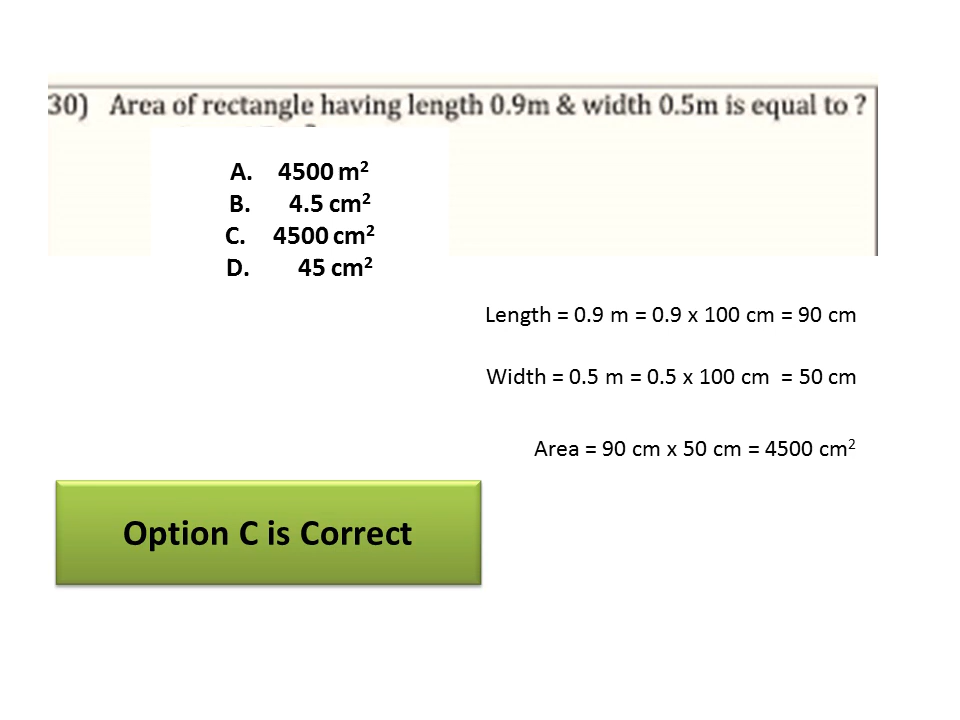 30) Area of rectangle having length 0.9m & width 0.5m is equal to ?
A. 4500 m²
B. 4.5 cm²
C. 4500 cm²
D. 45 cm²
Length = 0.9 m = 0.9 x 100 cm = 90 cm
Width = 0.5 m = 0.5 x 100 cm = 50 cm
Area = 90 cm x 50 cm = 4500 cm²
Option C is Correct